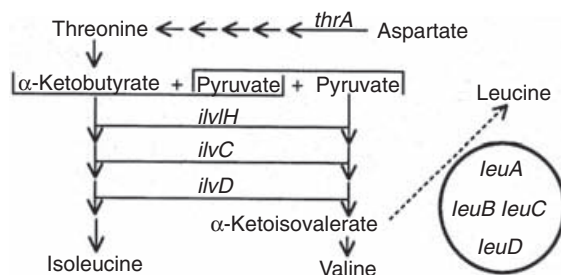 Threonine thrA Aspartate
α-Ketobutyrate + Pyruvate + Pyruvate
Leucine
ilvIH
ilvC
leuA
ilvD
leuB leuC
α-Ketoisovalerate
leuD
Isoleucine
Valine